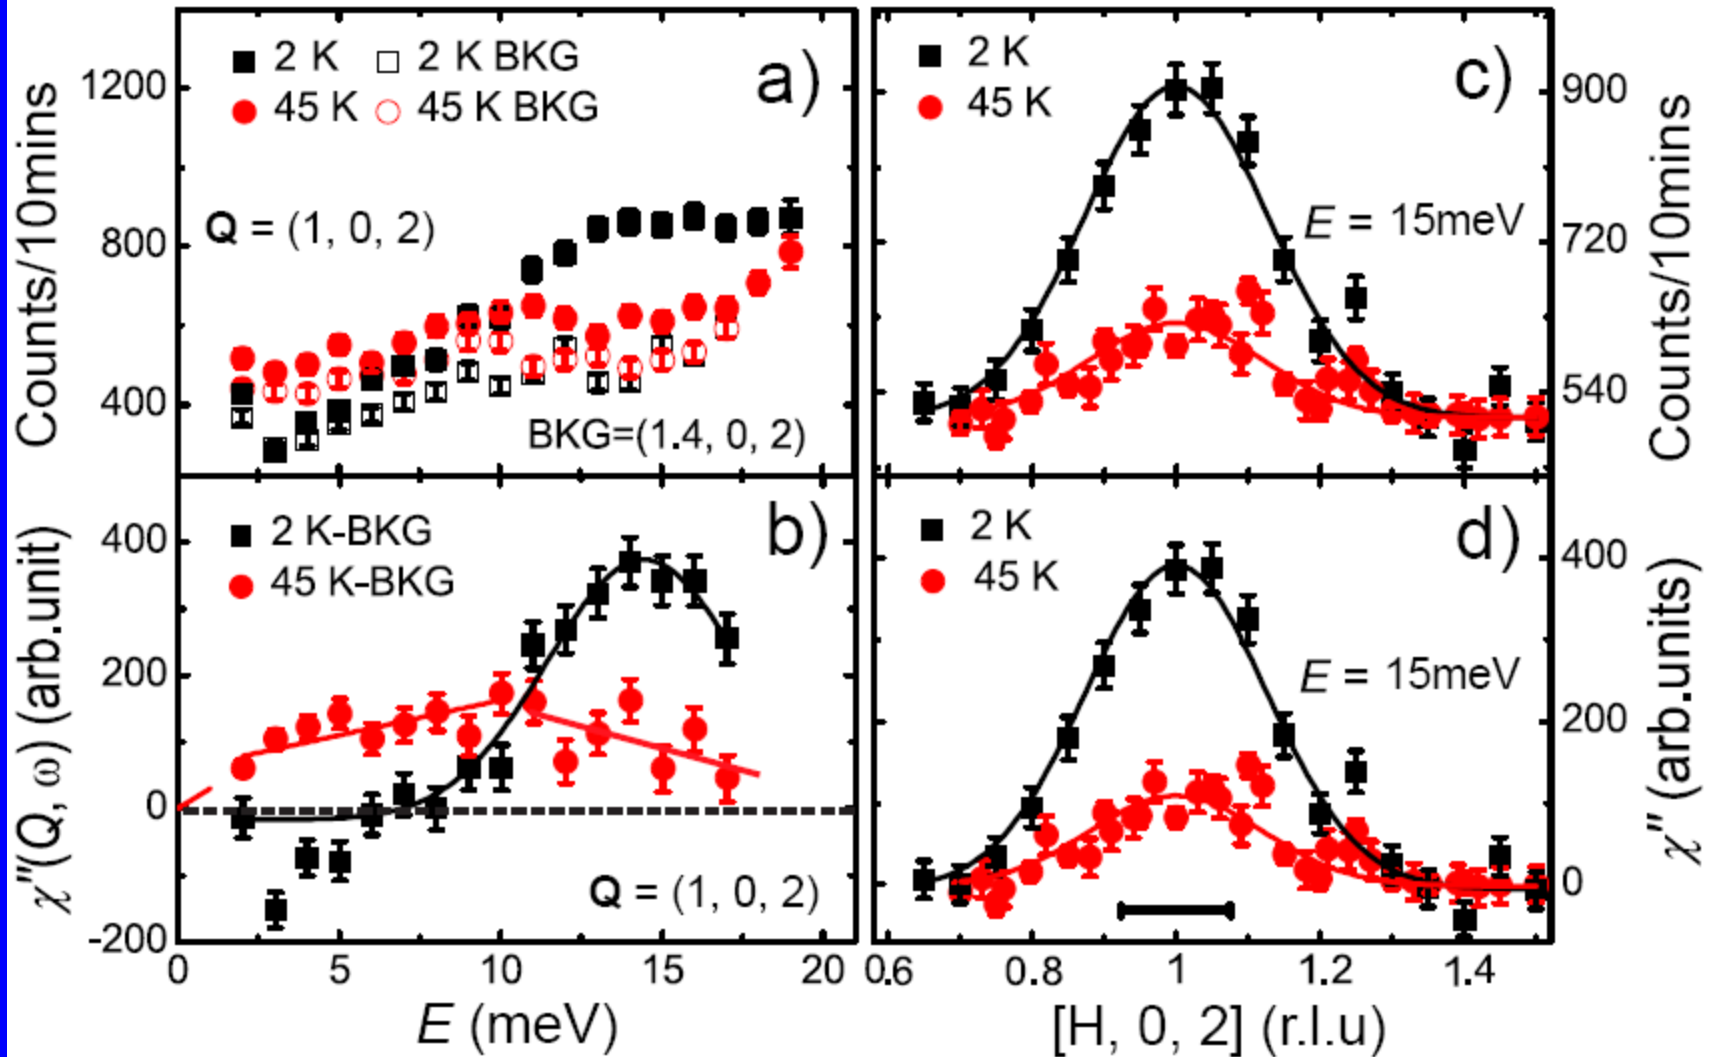 2 K 2 K BKG
45 K 45 K BKG
a)
Q = (1, 0, 2)
BKG=(1.4, 0, 2)
Counts/10mins
1200
800
400
2 K
45 K
c)
E = 15meV
900
720
540
Counts/10mins
2 K-BKG
45 K-BKG
b)
Q = (1, 0, 2)
χ″(Q, ω) (arb.unit)
400
200
0
-200
0 5 10 15 20
E (meV)
2 K
45 K
d)
E = 15meV
400
200
0
χ″ (arb.units)
0.6 0.8 1 1.2 1.4
[H, 0, 2] (r.l.u)